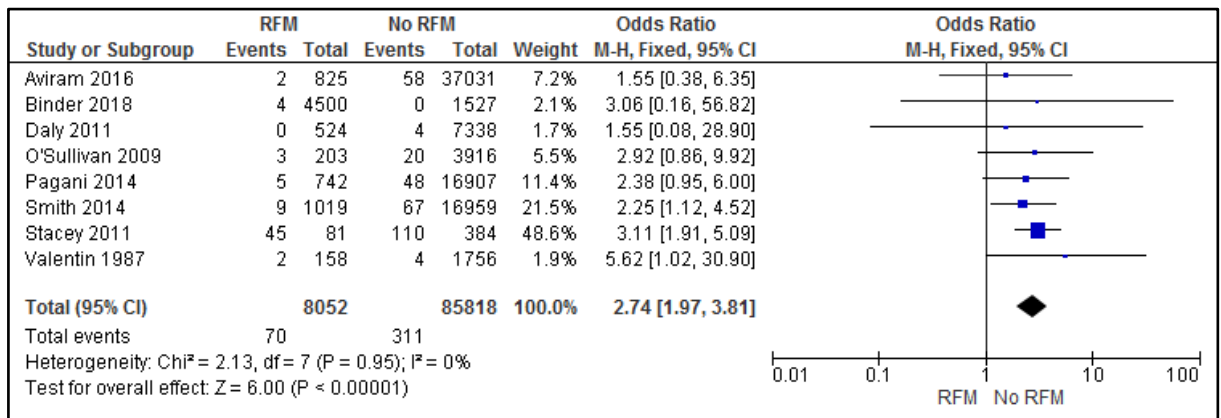 RFM No RFM Odds Ratio Odds Ratio
Study or Subgroup Events Total Events Total Weight M-H, Fixed, 95% CI M-H, Fixed, 95% CI
Aviram 2016 2 825 58 37031 7.2% 1.55 [0.38, 6.35]
Binder 2018 4 4500 0 1527 2.1% 3.06 [0.16, 56.82]
Daly 2011 0 524 4 7338 1.7% 1.55 [0.08, 28.90]
O'Sullivan 2009 3 203 20 3916 5.5% 2.92 [0.86, 9.92]
Pagani 2014 5 742 48 16907 11.4% 2.38 [0.95, 6.00]
Smith 2014 9 1019 67 16959 21.5% 2.25 [1.12, 4.52]
Stacey 2011 45 81 110 384 48.6% 3.11 [1.91, 5.09]
Valentin 1987 2 158 4 1756 1.9% 5.62 [1.02, 30.90]
Total (95% CI) 8052 85818 100.0% 2.74 [1.97, 3.81]
Total events 70 311
Heterogeneity: Chi² = 2.13, df = 7 (P = 0.95); I² = 0%
Test for overall effect: Z = 6.00 (P < 0.00001)
0.01 0.1 1 10 100
RFM No RFM